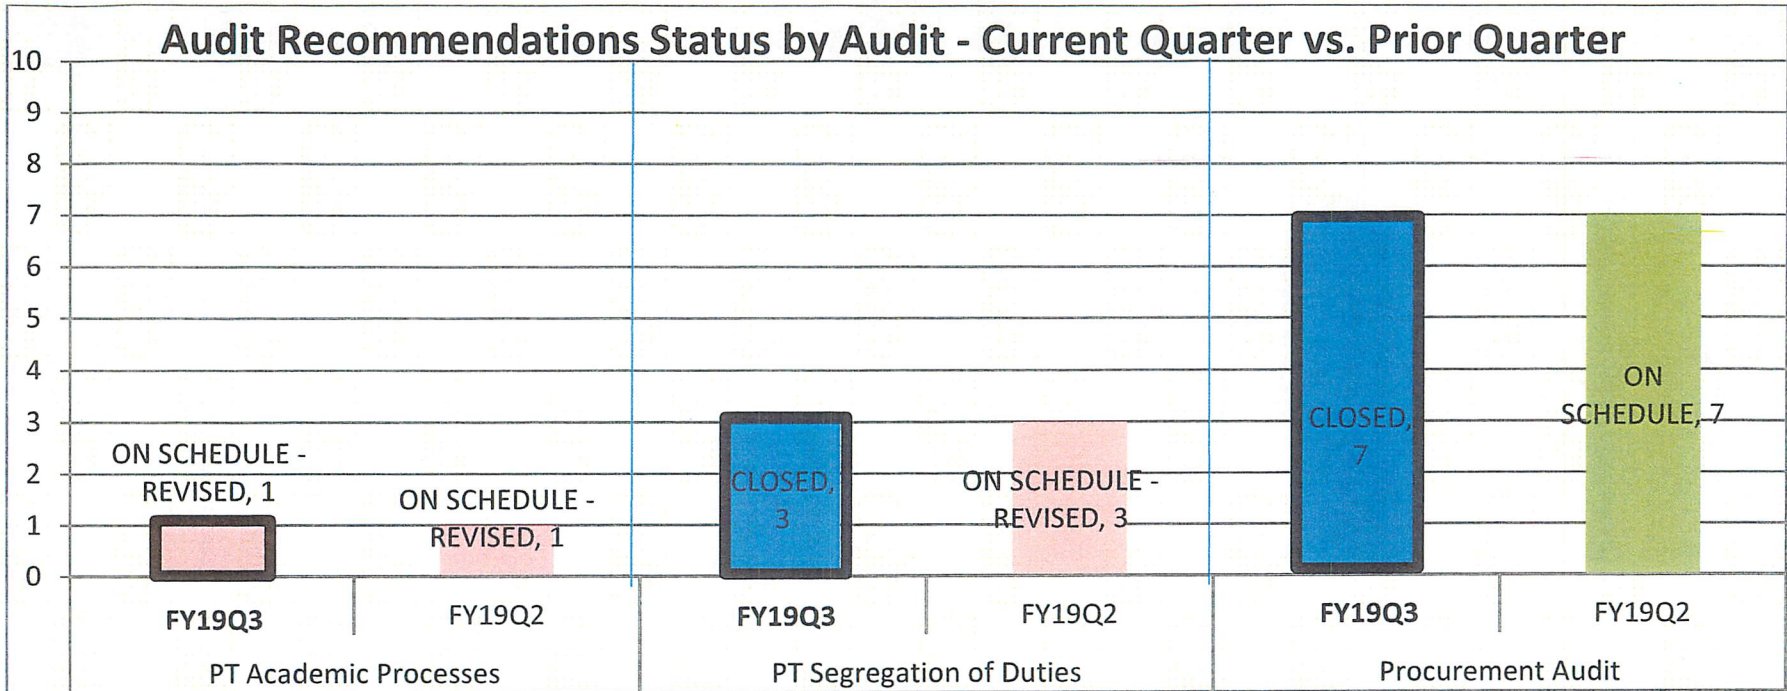 Audit Recommendations Status by Audit - Current Quarter vs. Prior Quarter
10
9
8
7
6
5
4
3
2
1
0
ON SCHEDULE -
REVISED, 1
ON SCHEDULE -
REVISED, 1
CLOSED,
3
ON SCHEDULE -
REVISED, 3
CLOSED,
7
ON
SCHEDULE, 7
FY19Q3
FY19Q2
FY19Q3
FY19Q2
FY19Q3
FY19Q2
PT Academic Processes
PT Segregation of Duties
Procurement Audit